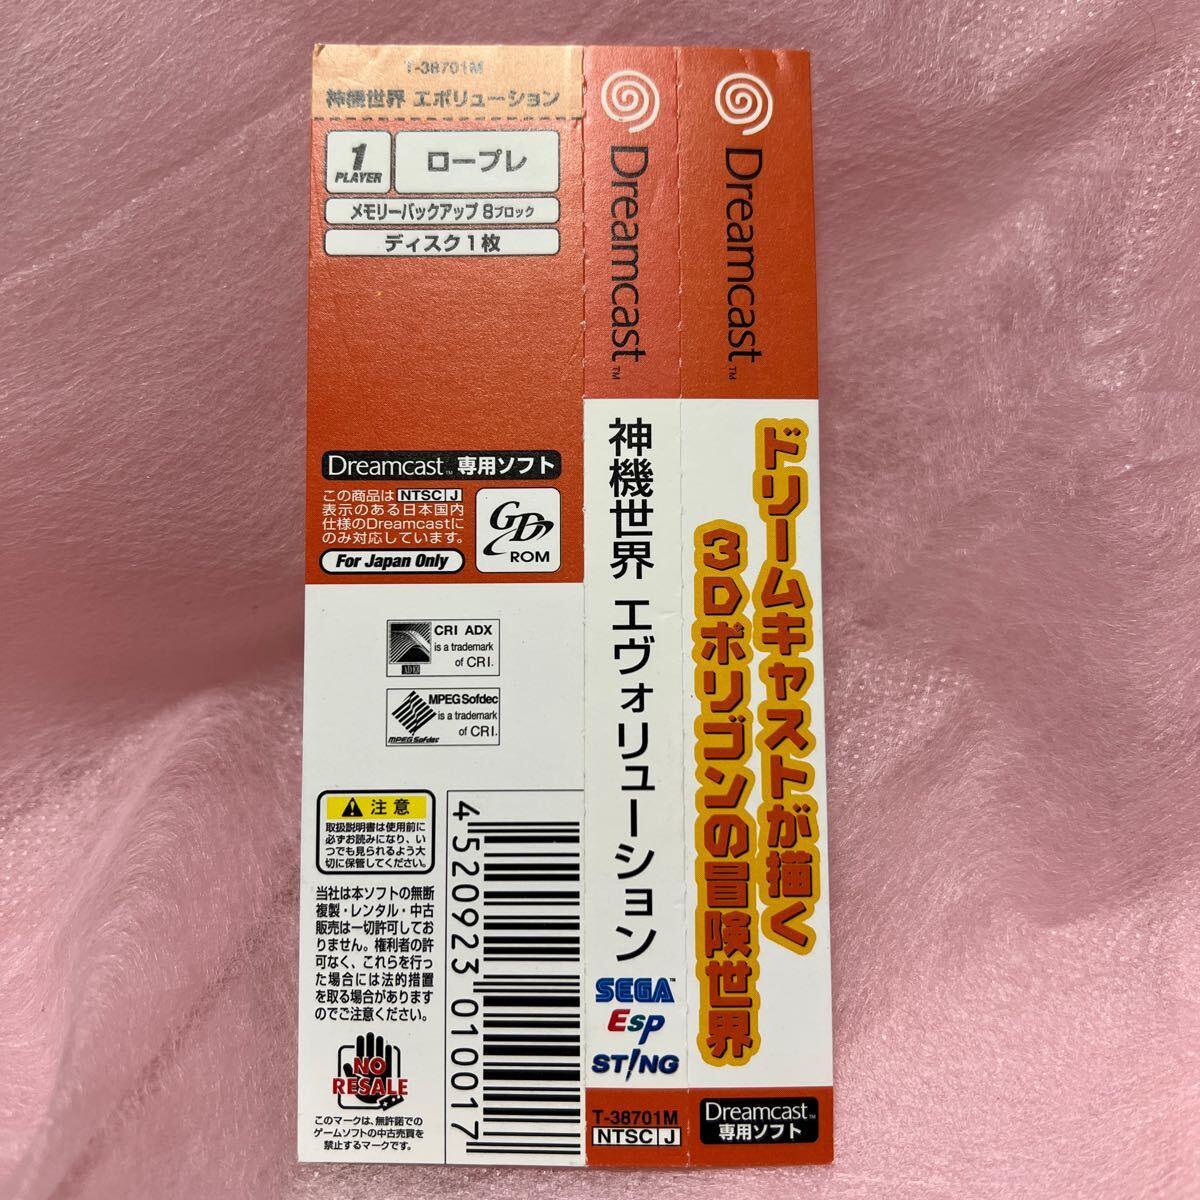 T-38701M
神機世界 エボリューション
1
PLAYER
ロープレ
メモリーバックアップ 8ブロック
ディスク1枚
Dreamcast™ 専用ソフト
この商品は NTSC J
表示のある日本国内
仕様のDreamcastに
のみ対応しています。
For Japan Only
GD
ROM
CRI ADX
is a trademark
of CRI.
ADX
MPEG Sofdec
is a trademark
of CRI.
MPEG Sofdec
注意
取扱説明書は使用前に
必ずお読みになり、い
つでも見られるよう大
切に保管してください。
当社は本ソフトの無断
複製・レンタル・中古
販売は一切許可してお
りません。権利者の許
可なく、これらを行っ
た場合には法的措置
を取る場合があります
のでご注意ください。
NO
RESALE
このマークは、無許諾での
ゲームソフトの中古売買を
禁止するマークです。
4520923010017
Dreamcast™
神機世界 エヴォリューション
SEGA™
Esp
STING
T-38701M
NTSC J
Dreamcast™
ドリームキャストが描く
3Dポリゴンの冒険世界
Dreamcast™
専用ソフト